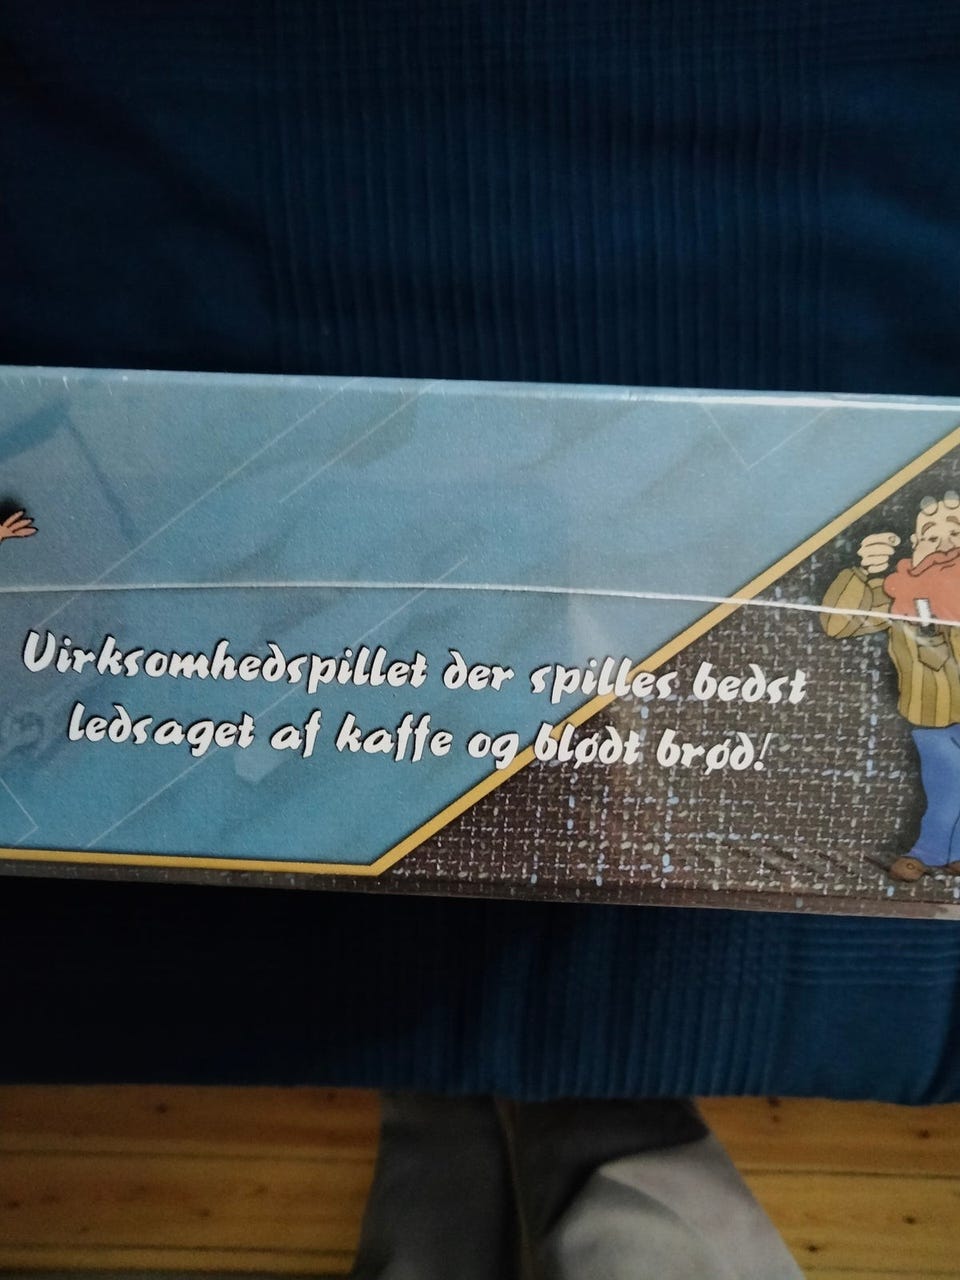 Virksomhedspillet der spilles bedst
ledsaget af kaffe og blødt brød!